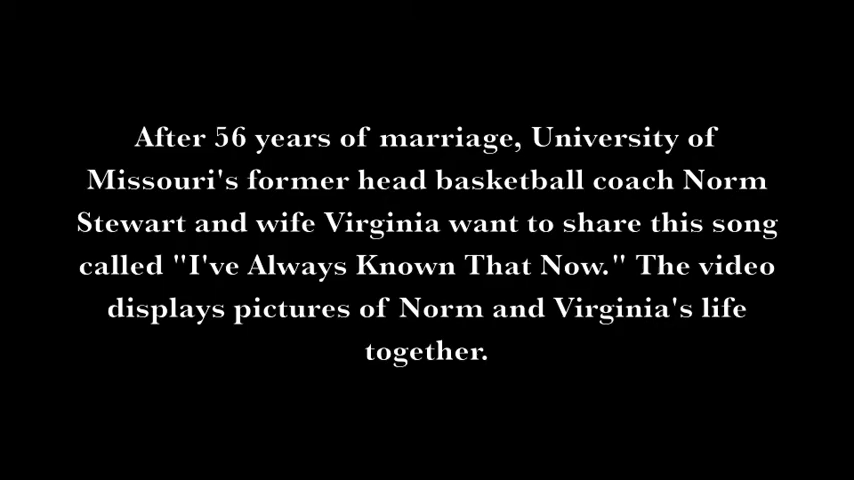 After 56 years of marriage, University of
Missouri's former head basketball coach Norm
Stewart and wife Virginia want to share this song
called "I've Always Known That Now." The video
displays pictures of Norm and Virginia's life
together.